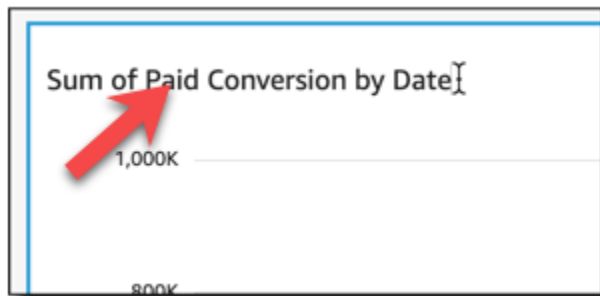 Sum of Paid Conversion by Date
1,000K
800K